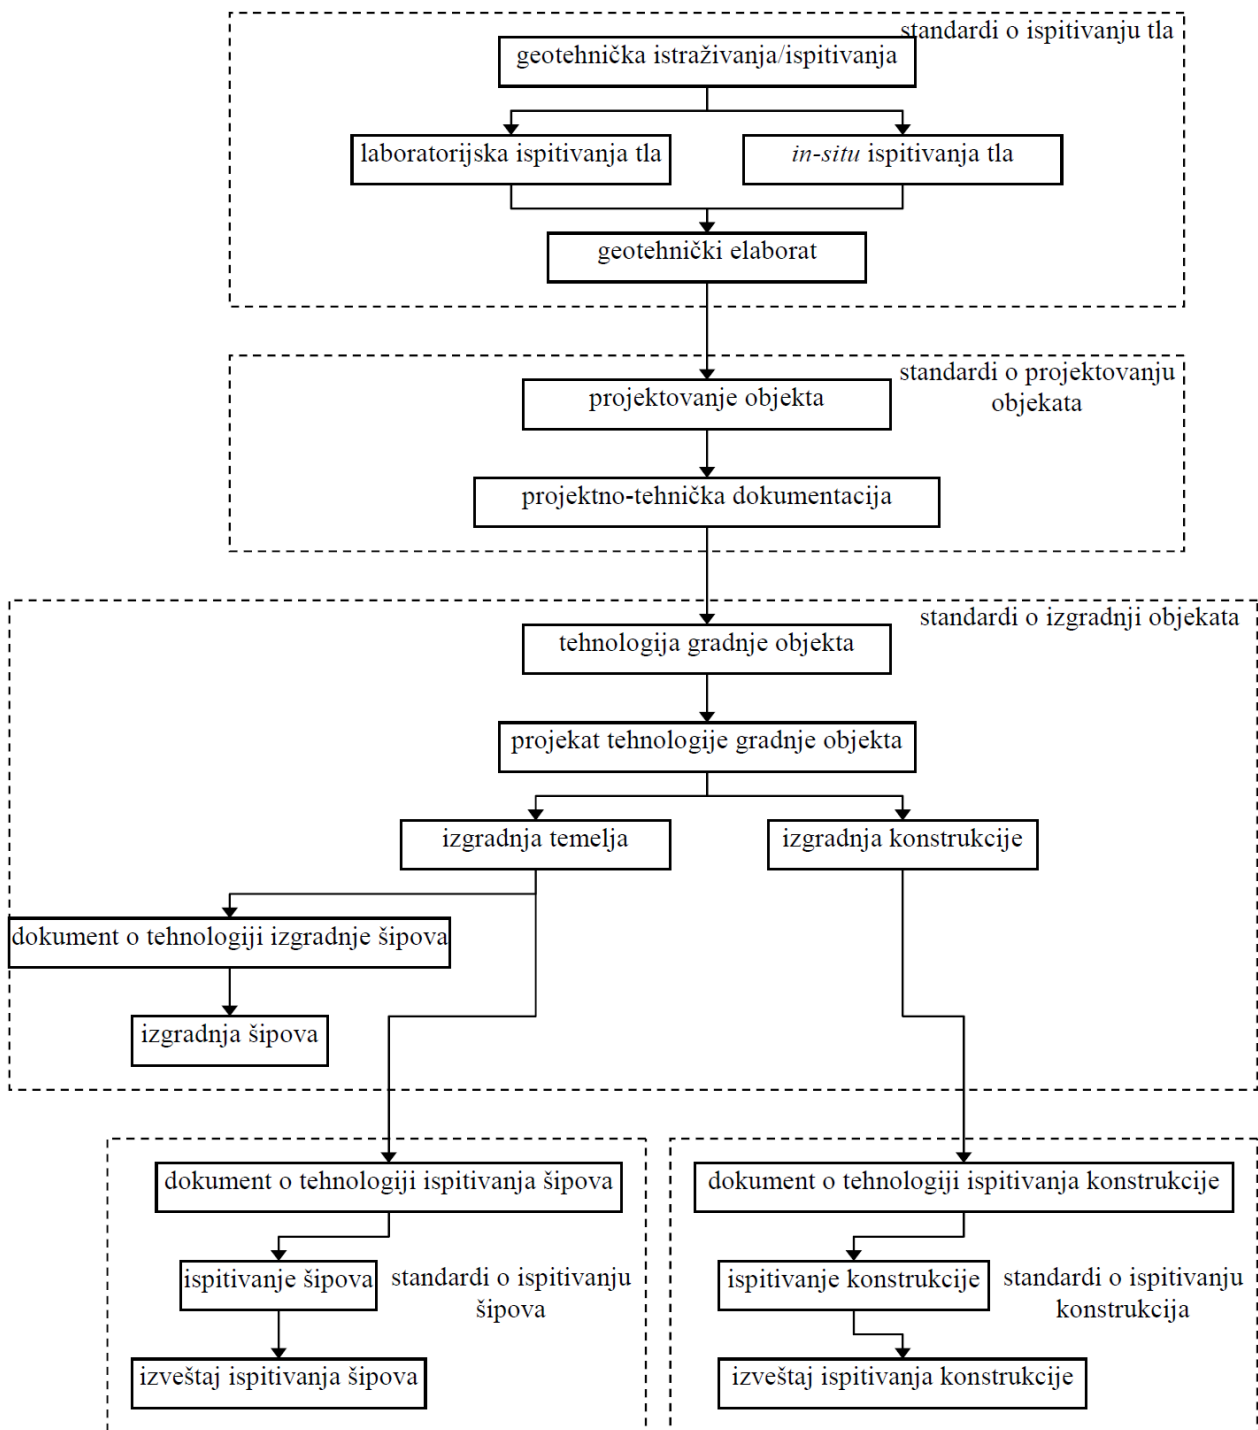 standardi o ispitivanju tla
geotehnička istraživanja/ispitivanja
laboratorijska ispitivanja tla
in-situ ispitivanja tla
geotehnički elaborat
standardi o projektovanju
objekata
projektovanje objekta
projektno-tehnička dokumentacija
standardi o izgradnji objekata
tehnologija gradnje objekta
projekat tehnologije gradnje objekta
izgradnja temelja
izgradnja konstrukcije
dokument o tehnologiji izgradnje šipova
izgradnja šipova
dokument o tehnologiji ispitivanja šipova
dokument o tehnologiji ispitivanja konstrukcije
ispitivanje šipova
standardi o ispitivanju
šipova
ispitivanje konstrukcije
standardi o ispitivanju
konstrukcija
izveštaj ispitivanja šipova
izveštaj ispitivanja konstrukcije